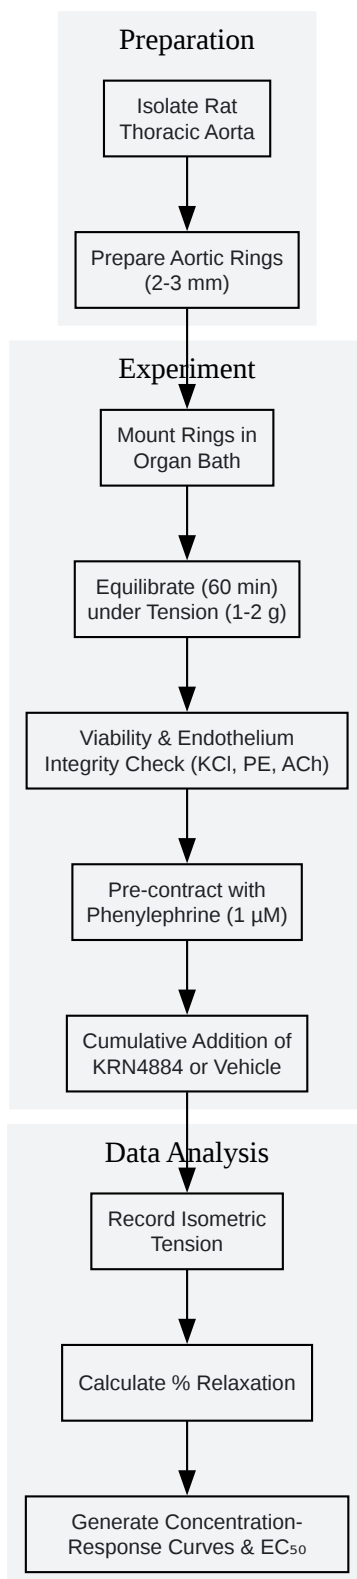 Preparation
Isolate Rat
Thoracic Aorta
Prepare Aortic Rings
(2-3 mm)
Experiment
Mount Rings in
Organ Bath
Equilibrate (60 min)
under Tension (1-2 g)
Viability & Endothelium
Integrity Check (KCl, PE, ACh)
Pre-contract with
Phenylephrine (1 µM)
Cumulative Addition of
KRN4884 or Vehicle
Data Analysis
Record Isometric
Tension
Calculate % Relaxation
Generate Concentration-
Response Curves & EC₅₀